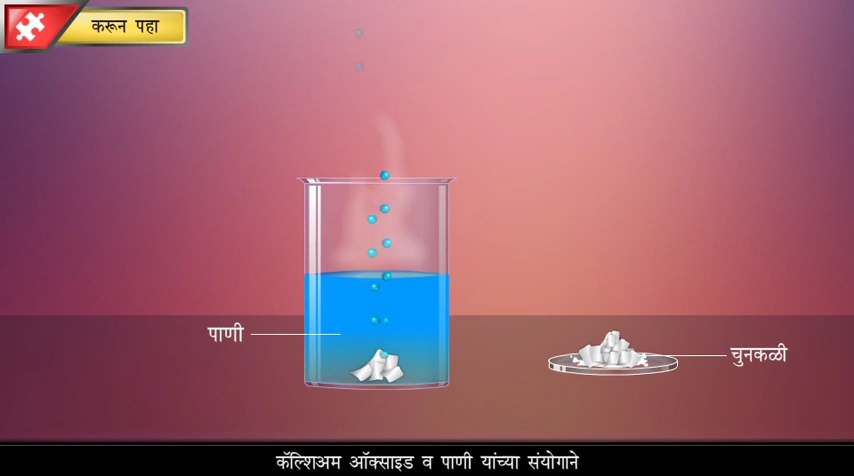 करून पहा
पाणी
चुनकळी
कॅल्शिअम ऑक्साइड व पाणी यांच्या संयोगाने